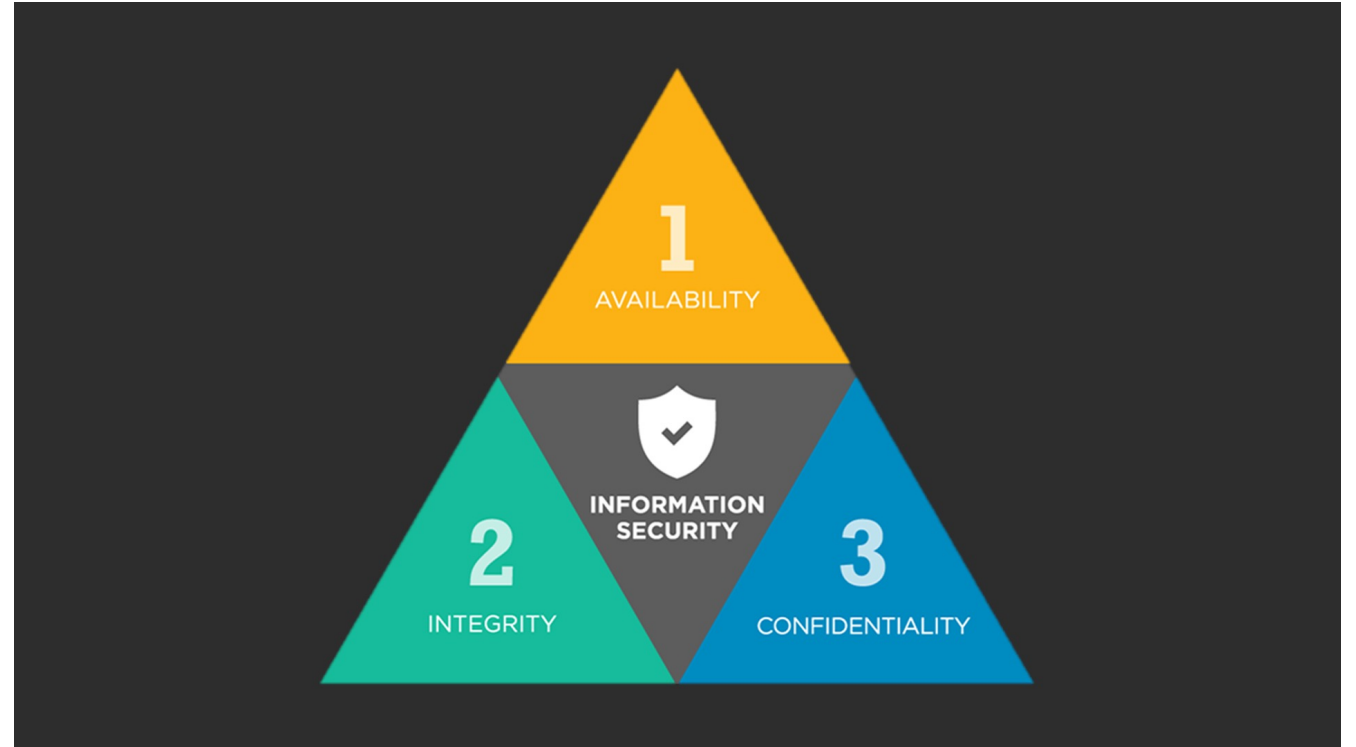 1
AVAILABILITY
INFORMATION
SECURITY
2
INTEGRITY
3
CONFIDENTIALITY